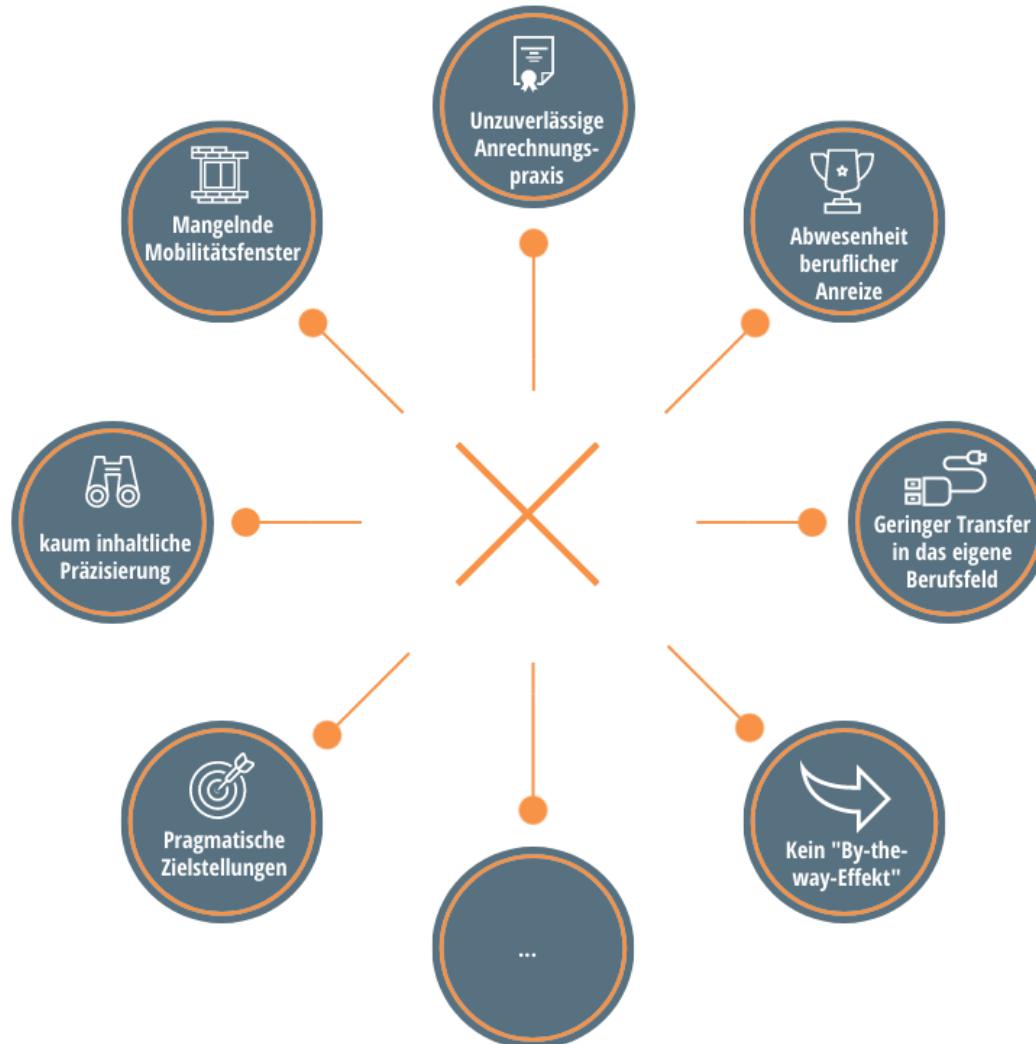 Unzuverlässige
Anrechnungs-
praxis
Abwesenheit
beruflicher
Anreize
Geringer Transfer
in das eigene
Berufsfeld
Kein "By-the-
way-Effekt"
...
Pragmatische
Zielstellungen
kaum inhaltliche
Präzisierung
Mangelnde
Mobilitätsfenster